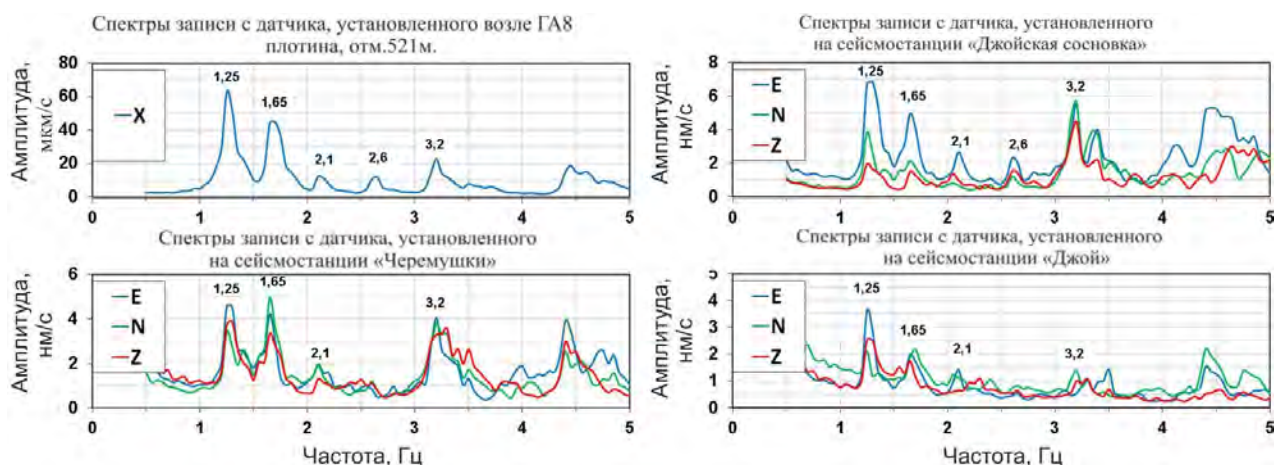 Спектры записи с датчика, установленного возле ГА8
плотина, отм.521м.
Амплитуда,
мкм/с
80
60
40
20
0
X
1,25
1,65
2,1
2,6
3,2
0 1 2 3 4 5
Спектры записи с датчика, установленного
на сейсмостанции «Джойская сосновка»
Амплитуда,
нм/с
8
6
4
2
0
E
N
Z
1,25
1,65
2,1
2,6
3,2
0 1 2 3 4 5
Спектры записи с датчика, установленного
на сейсмостанции «Черемушки»
Амплитуда,
нм/с
6
4
2
0
E
N
Z
1,25
1,65
2,1
3,2
0 1 2 3 4 5
Частота, Гц
Спектры записи с датчика, установленного
на сейсмостанции «Джой»
Амплитуда,
нм/с
5
4
3
2
1
0
E
N
Z
1,25
1,65
2,1
3,2
0 1 2 3 4 5
Частота, Гц